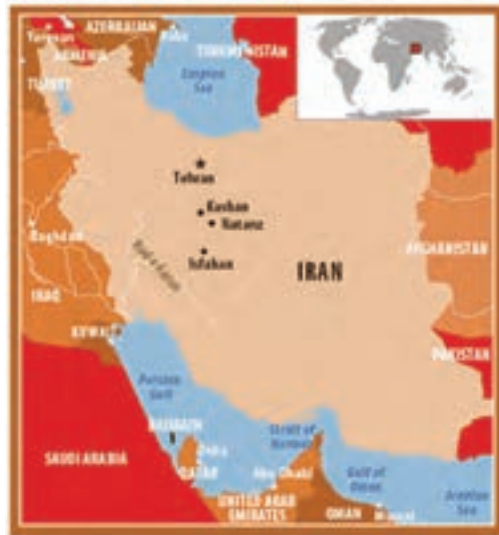 AZERBAIJAN
Yerevan
Baku
ARMENIA
TURKMENISTAN
TURKEY
Caspian
Sea
Tehran
Kashan
Natanz
Baghdad
Isfahan
AFGHANISTAN
IRAN
IRAQ
KUWAIT
PAKISTAN
Persian
Gulf
BAHRAIN
Strait of
Hormuz
Doha
SAUDI ARABIA
QATAR
Abu Dhabi
Gulf of
Oman
UNITED ARAB
EMIRATES
OMAN
Muscat
Arabian
Sea